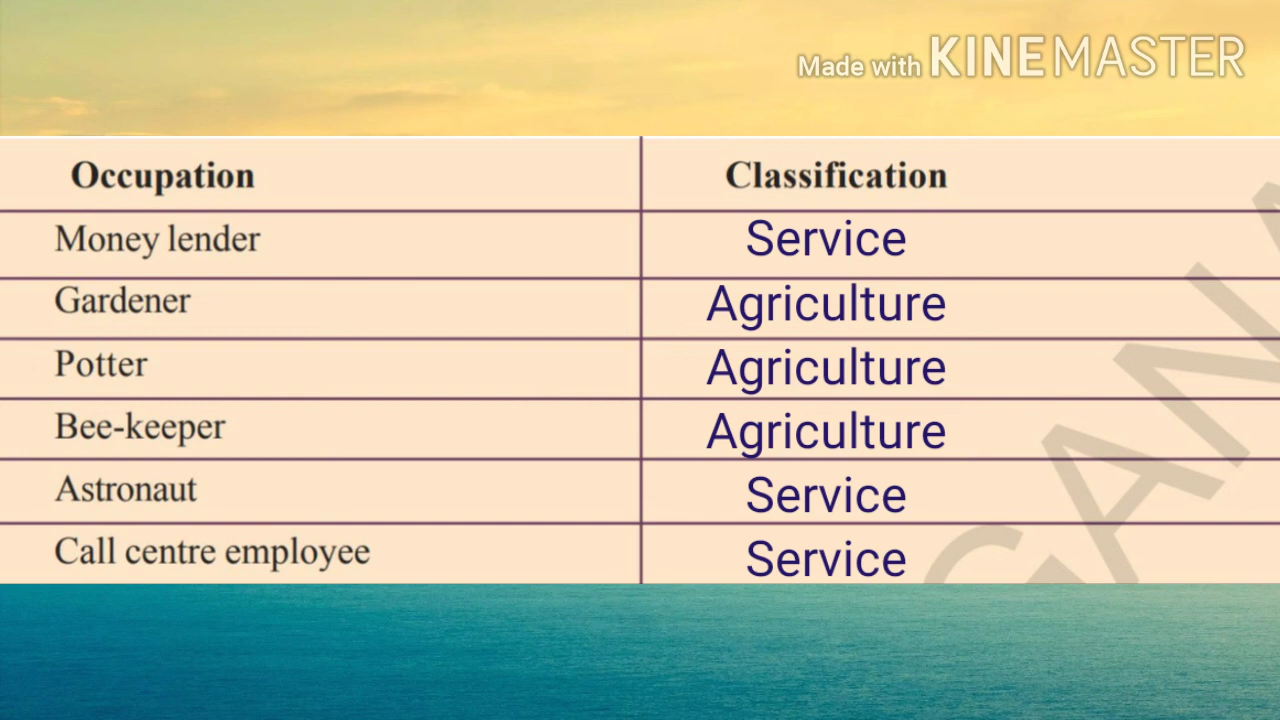 Made with KINEMASTER
Occupation Classification
Money lender Service
Gardener Agriculture
Potter Agriculture
Bee-keeper Agriculture
Astronaut Service
Call centre employee Service
GANA